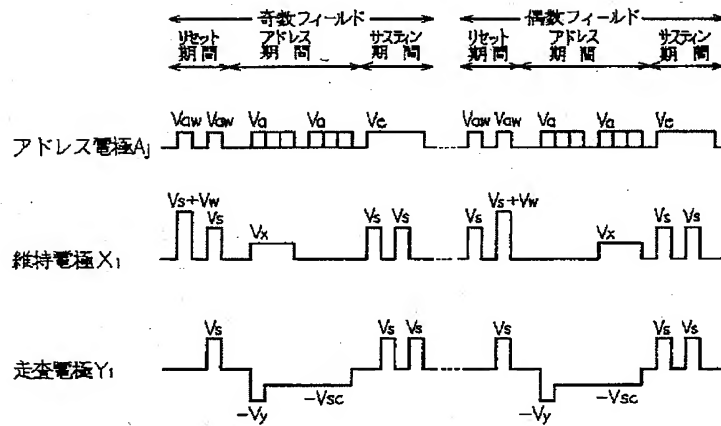 奇数フィールド 偶数フィールド
リセット期間 アドレス期間 サスティン期間 リセット期間 アドレス期間 サスティン期間
アドレス電極Aj Vaw Vaw Va Va Ve Vaw Vaw Va Va Ve
維持電極X1 Vs+Vw Vs Vx Vs Vs Vs Vs+Vw Vx Vs Vs
走査電極Y1 Vs -Vy -Vsc Vs Vs Vs -Vy -Vsc Vs Vs